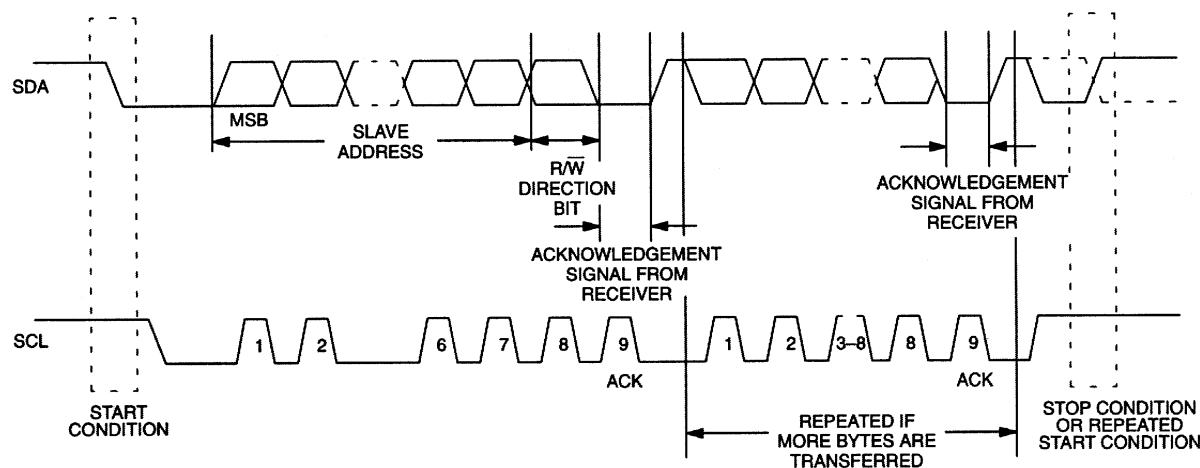 SDA
MSB
SLAVE
ADDRESS
R/W̅
DIRECTION
BIT
ACKNOWLEDGEMENT
SIGNAL FROM
RECEIVER
ACKNOWLEDGEMENT
SIGNAL FROM
RECEIVER
SCL
1 2 6 7 8 9 1 2 3–8 8 9
ACK ACK
START
CONDITION
REPEATED IF
MORE BYTES ARE
TRANSFERRED
STOP CONDITION
OR REPEATED
START CONDITION